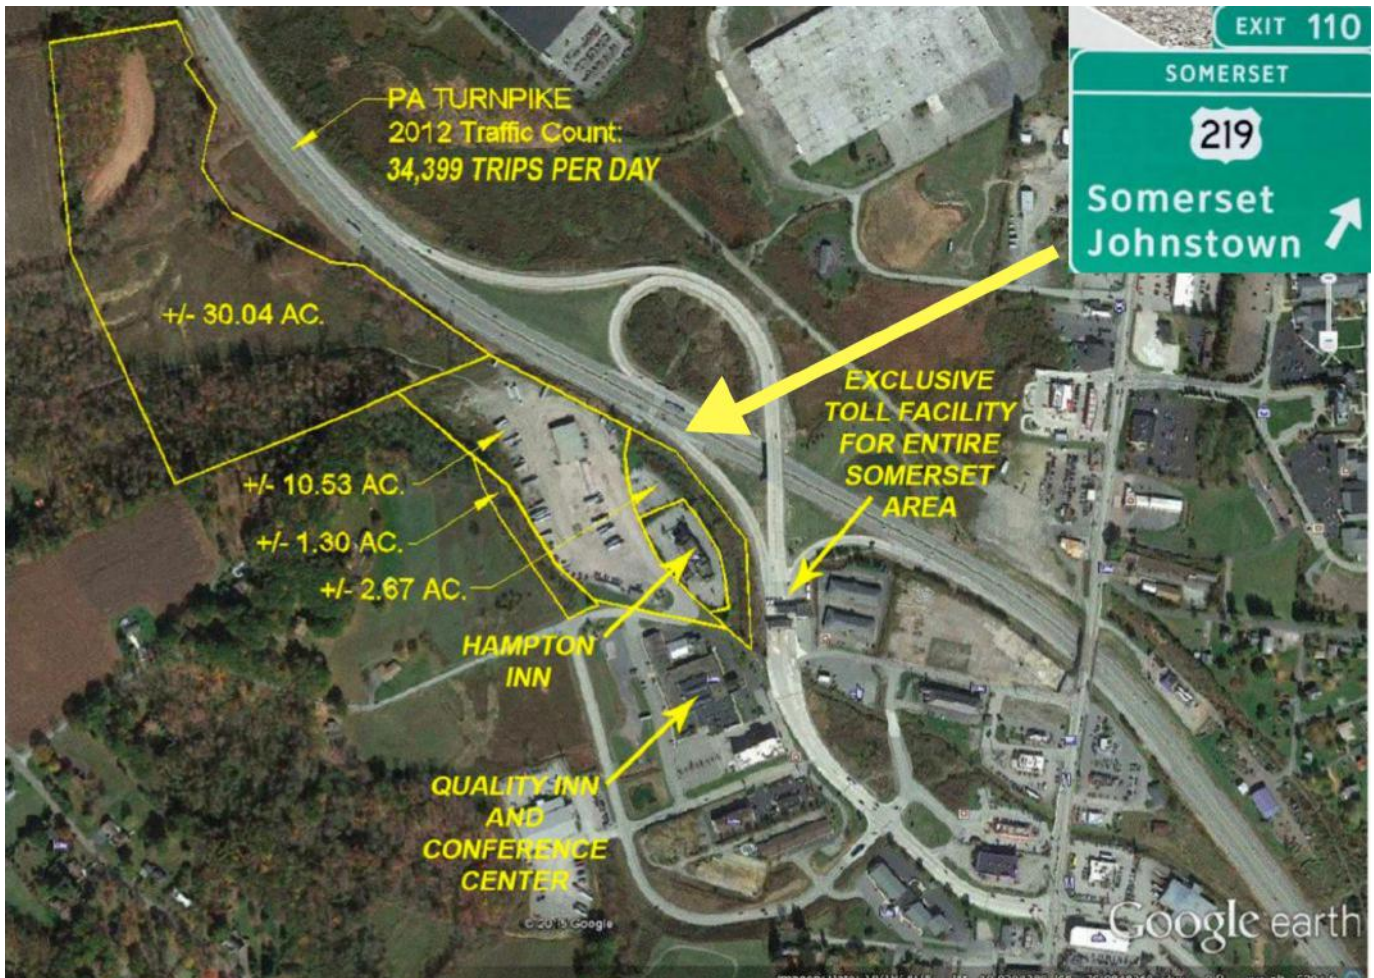 EXIT 110
SOMERSET
219
Somerset
Johnstown
PA TURNPIKE
2012 Traffic Count:
34,399 TRIPS PER DAY
+/- 30.04 AC.
EXCLUSIVE
TOLL FACILITY
FOR ENTIRE
SOMERSET
AREA
+/- 10.53 AC.
+/- 1.30 AC.
+/- 2.67 AC.
HAMPTON
INN
QUALITY INN
AND
CONFERENCE
CENTER
©2015 Google
Google earth